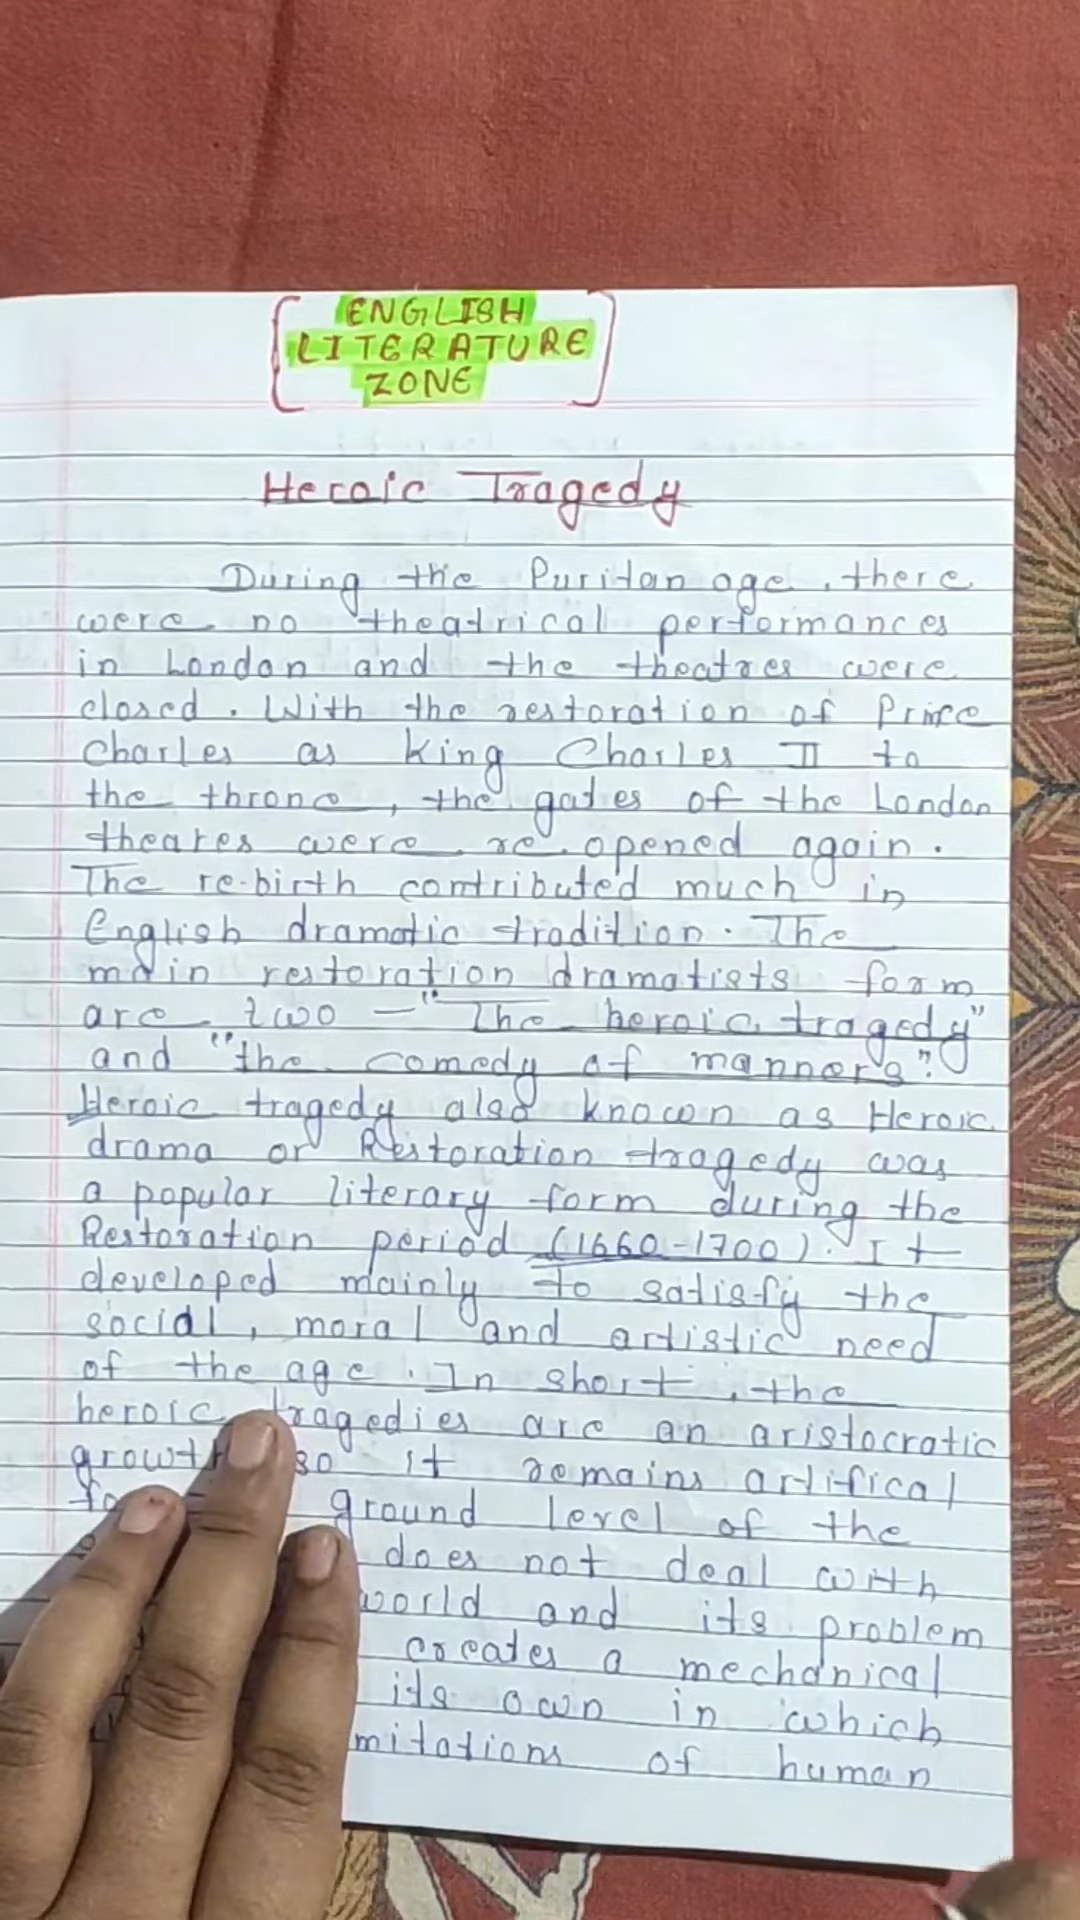 ENGLISH
LITERATURE
ZONE
Heroic Tragedy
During the Puritan age, there
were no theatrical performances
in London and the theatres were
closed. With the restoration of Prince
Charles as King Charles II to
the throne, the gates of the London
theares were re-opened again.
The re-birth contributed much in
English dramatic tradition. The
main restoration dramatists form
are two – "The heroic tragedy"
and "the comedy of manners".
Heroic tragedy also known as Heroic
drama or Restoration tragedy was
a popular literary form during the
Restoration period (1660-1700). It
developed mainly to satisfy the
social, moral and artistic need
of the age. In short, the
heroic tragedies are an aristocratic
so it remains artifical
ground level of the
does not deal with
world and its problem
creates a mechanical
its own in which
of human